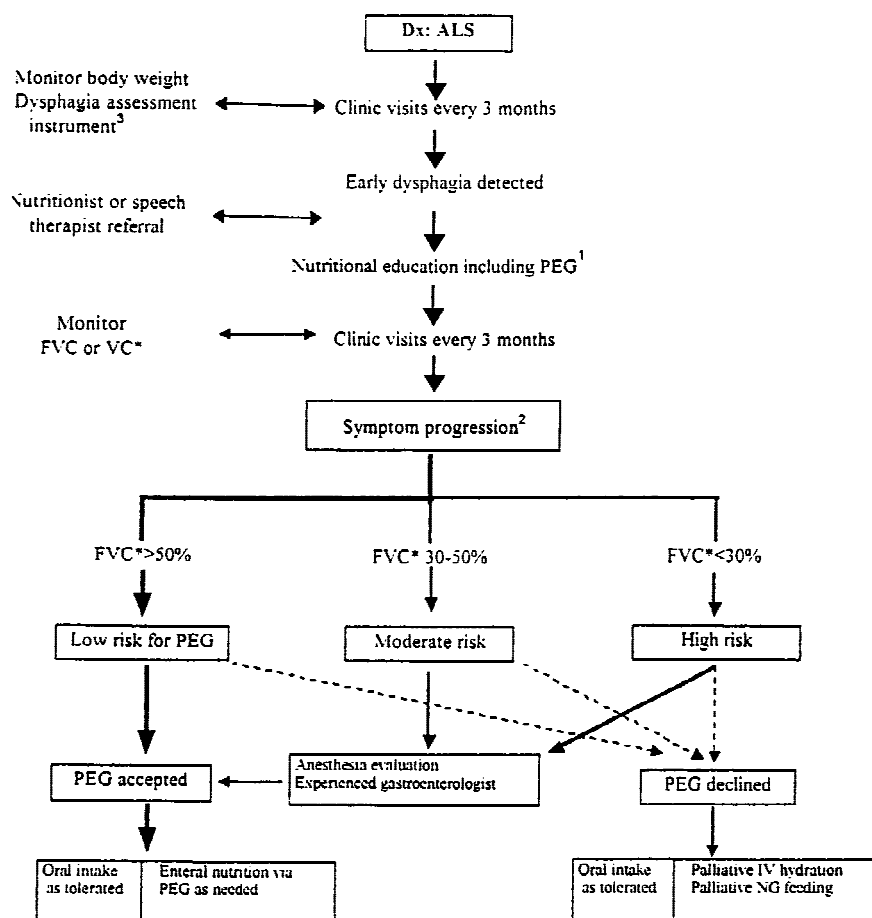 Dx: ALS
Monitor body weight
Dysphagia assessment
instrument3
Clinic visits every 3 months
Early dysphagia detected
Nutritionist or speech
therapist referral
Nutritional education including PEG1
Monitor
FVC or VC*
Clinic visits every 3 months
Symptom progression2
FVC*>50%
FVC* 30-50%
FVC*<30%
Low risk for PEG
Moderate risk
High risk
PEG accepted
Anesthesia evaluation
Experienced gastroenterologist
PEG declined
Oral intake
as tolerated
Enteral nutrition via
PEG as needed
Oral intake
as tolerated
Palliative IV hydration
Palliative NG feeding